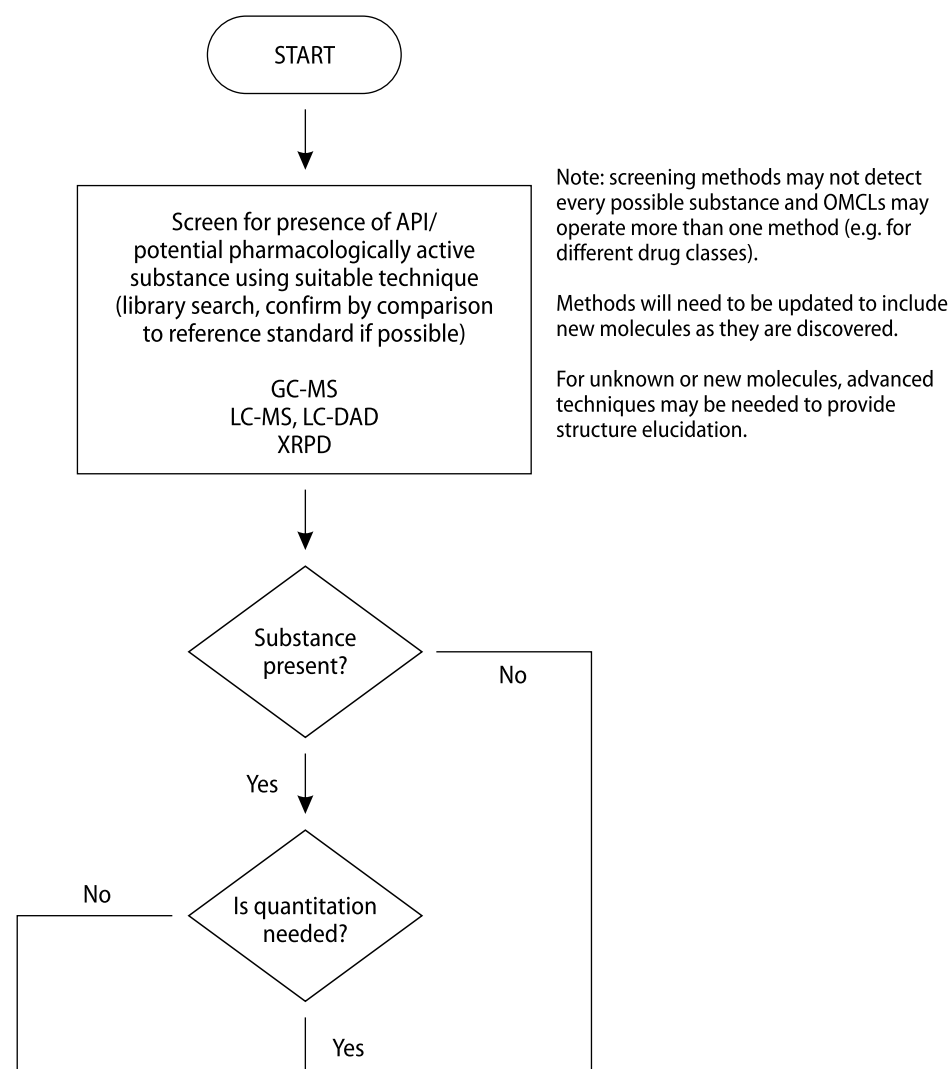 START
Screen for presence of API/
potential pharmacologically active
substance using suitable technique
(library search, confirm by comparison
to reference standard if possible)
GC-MS
LC-MS, LC-DAD
XRPD
Note: screening methods may not detect
every possible substance and OMCLs may
operate more than one method (e.g. for
different drug classes).
Methods will need to be updated to include
new molecules as they are discovered.
For unknown or new molecules, advanced
techniques may be needed to provide
structure elucidation.
Substance
present?
No
Yes
No
Is quantitation
needed?
Yes